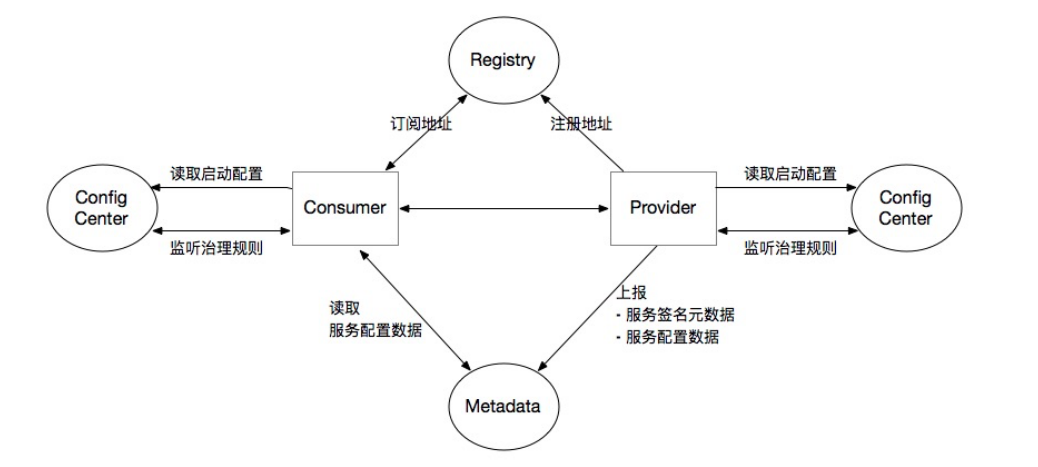 Registry
订阅地址
注册地址
读取启动配置
读取启动配置
Config
Center
Consumer
Provider
Config
Center
监听治理规则
监听治理规则
读取
服务配置数据
上报
- 服务签名元数据
- 服务配置数据
Metadata